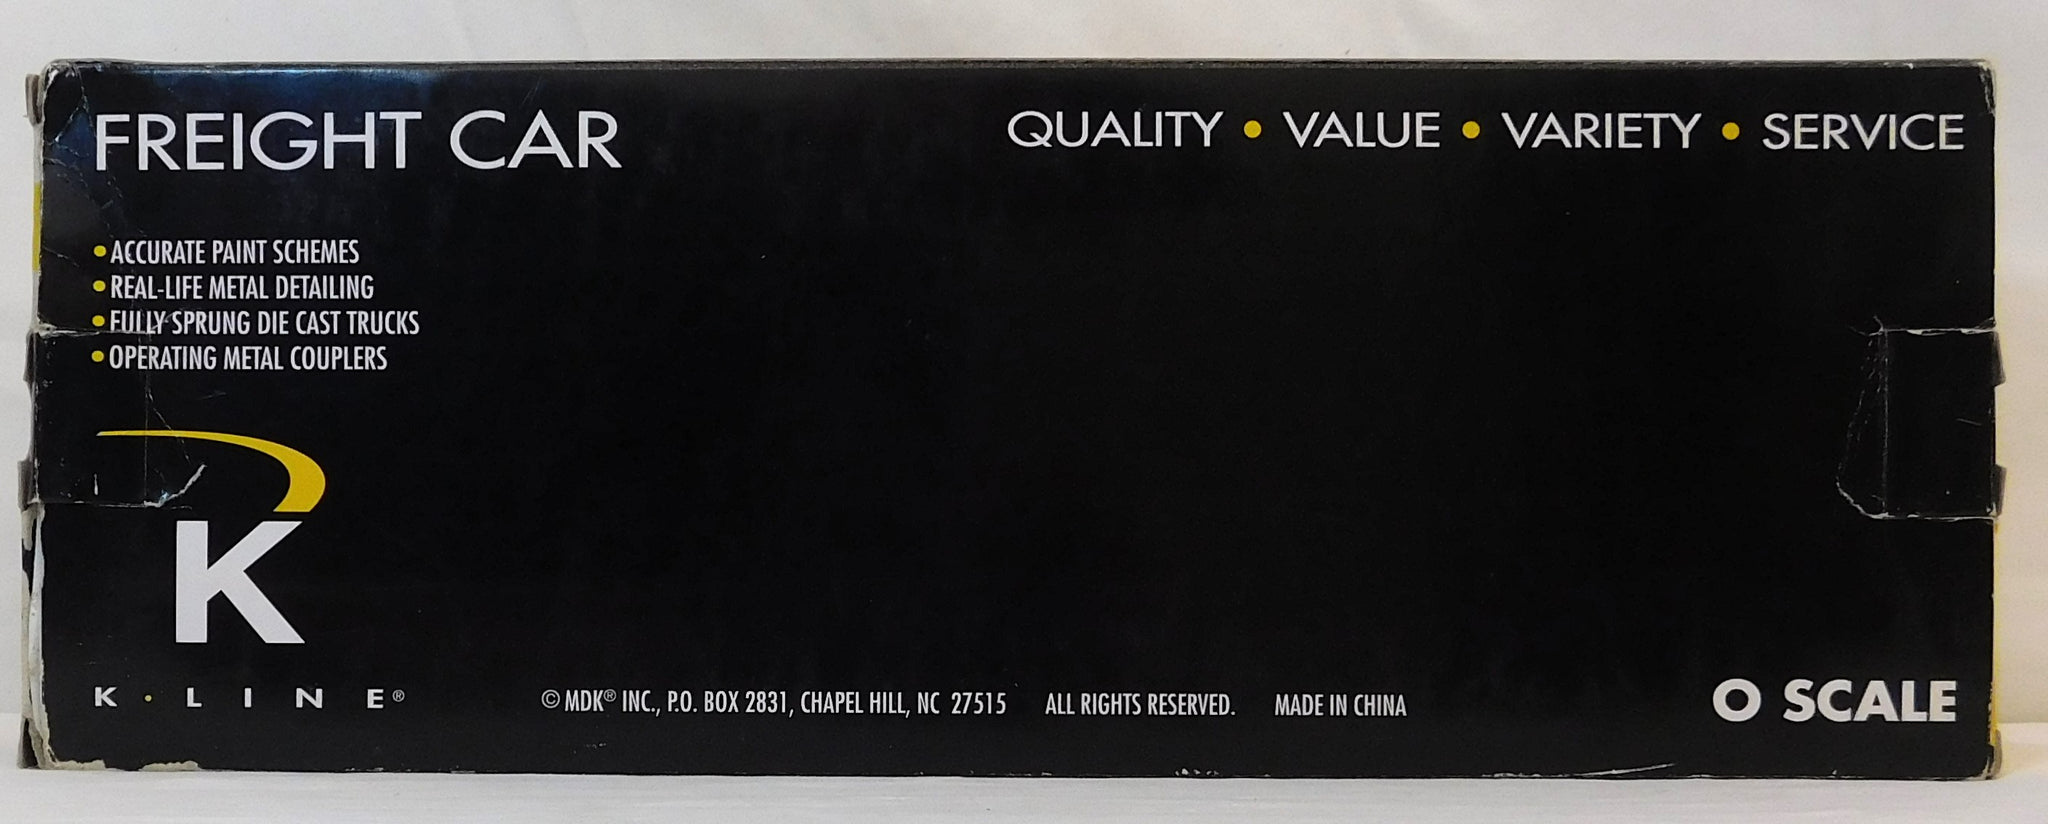 FREIGHT CAR
QUALITY • VALUE • VARIETY • SERVICE
• ACCURATE PAINT SCHEMES
• REAL-LIFE METAL DETAILING
• FULLY SPRUNG DIE CAST TRUCKS
• OPERATING METAL COUPLERS
K
K • LINE®
© MDK® INC., P.O. BOX 2831, CHAPEL HILL, NC 27515 ALL RIGHTS RESERVED. MADE IN CHINA
O SCALE